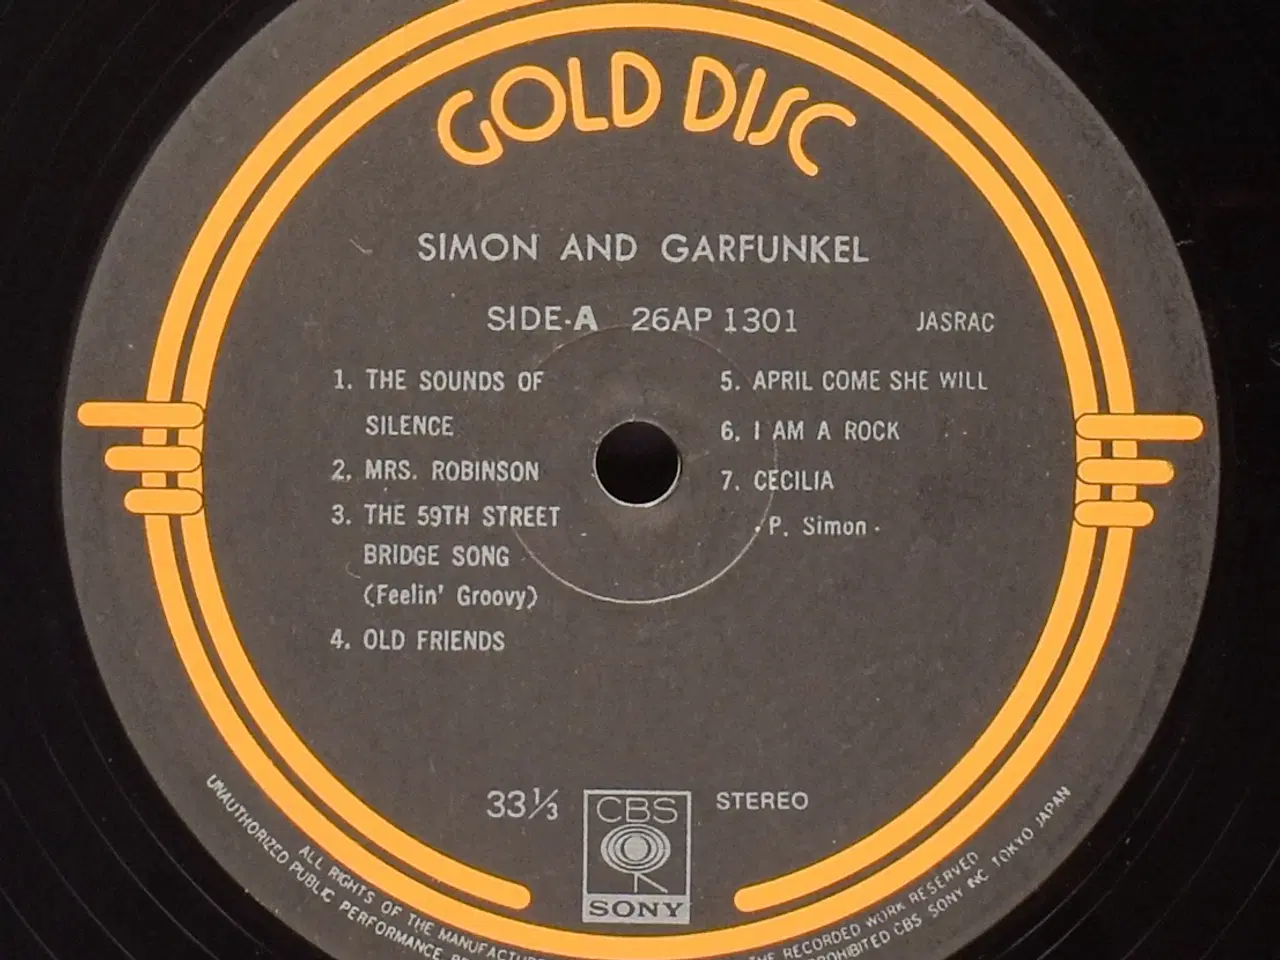 GOLD DISC
SIMON AND GARFUNKEL
SIDE-A 26AP 1301 JASRAC
1. THE SOUNDS OF
SILENCE
2. MRS. ROBINSON
3. THE 59TH STREET
BRIDGE SONG
(Feelin' Groovy)
4. OLD FRIENDS
5. APRIL COME SHE WILL
6. I AM A ROCK
7. CECILIA
· P. Simon ·
33⅓ STEREO
CBS
SONY
ALL RIGHTS OF THE MANUFACTUR
THE RECORDED WORK RESERVED
UNAUTHORIZED PUBLIC PERFORMANCE
PROHIBITED CBS SONY INC TOKYO JAPAN